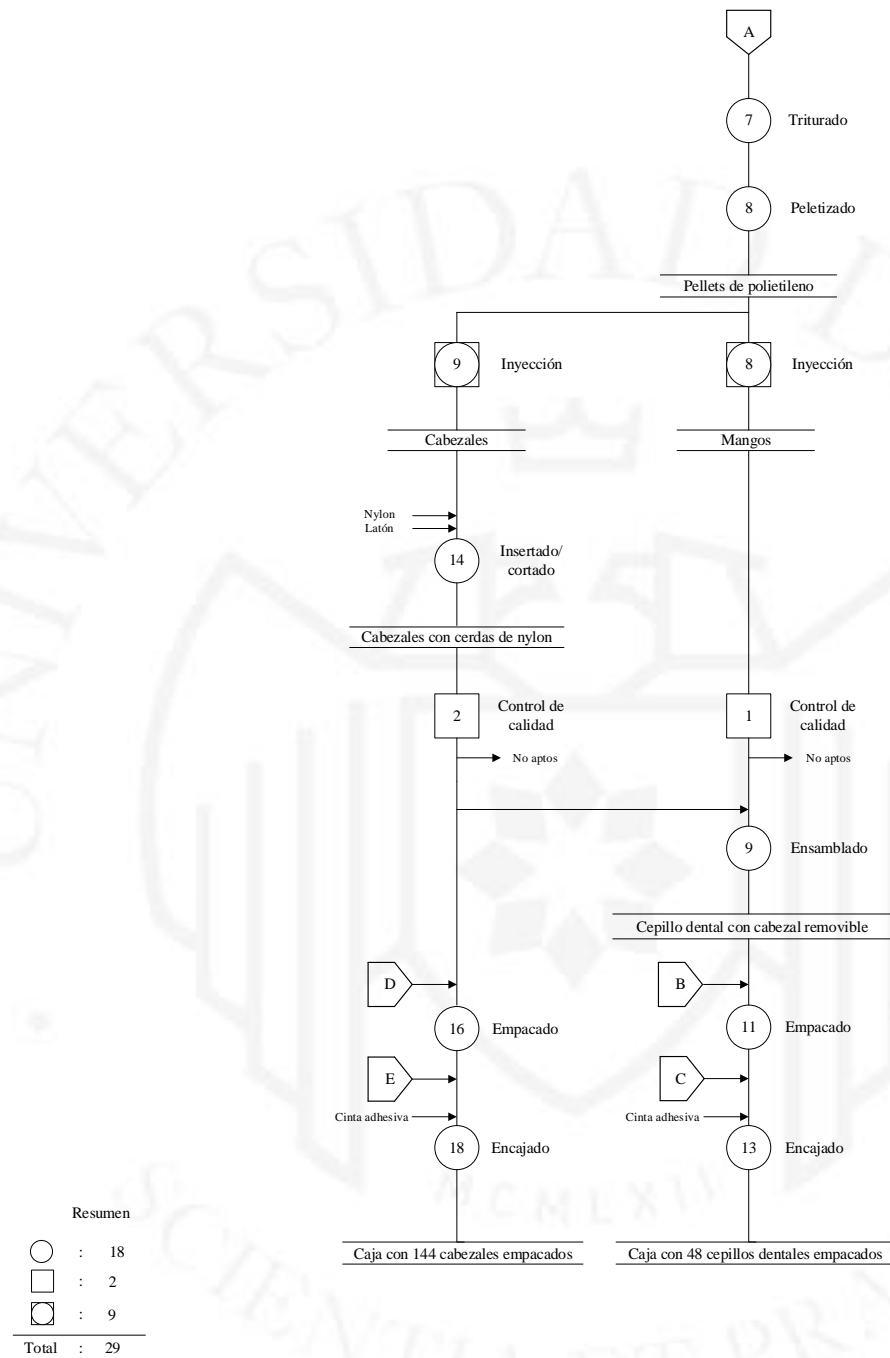 A
7 Triturado
8 Peletizado
Pellets de polietileno
9 Inyección
8 Inyección
Cabezales
Mangos
Nylon
Latón
14 Insertado/
cortado
Cabezales con cerdas de nylon
2 Control de
calidad
1 Control de
calidad
No aptos
No aptos
9 Ensamblado
Cepillo dental con cabezal removible
D
B
16 Empacado
11 Empacado
E
C
Cinta adhesiva
Cinta adhesiva
18 Encajado
13 Encajado
Caja con 144 cabezales empacados
Caja con 48 cepillos dentales empacados
Resumen
: 18
: 2
: 9
Total : 29
MCMLXII